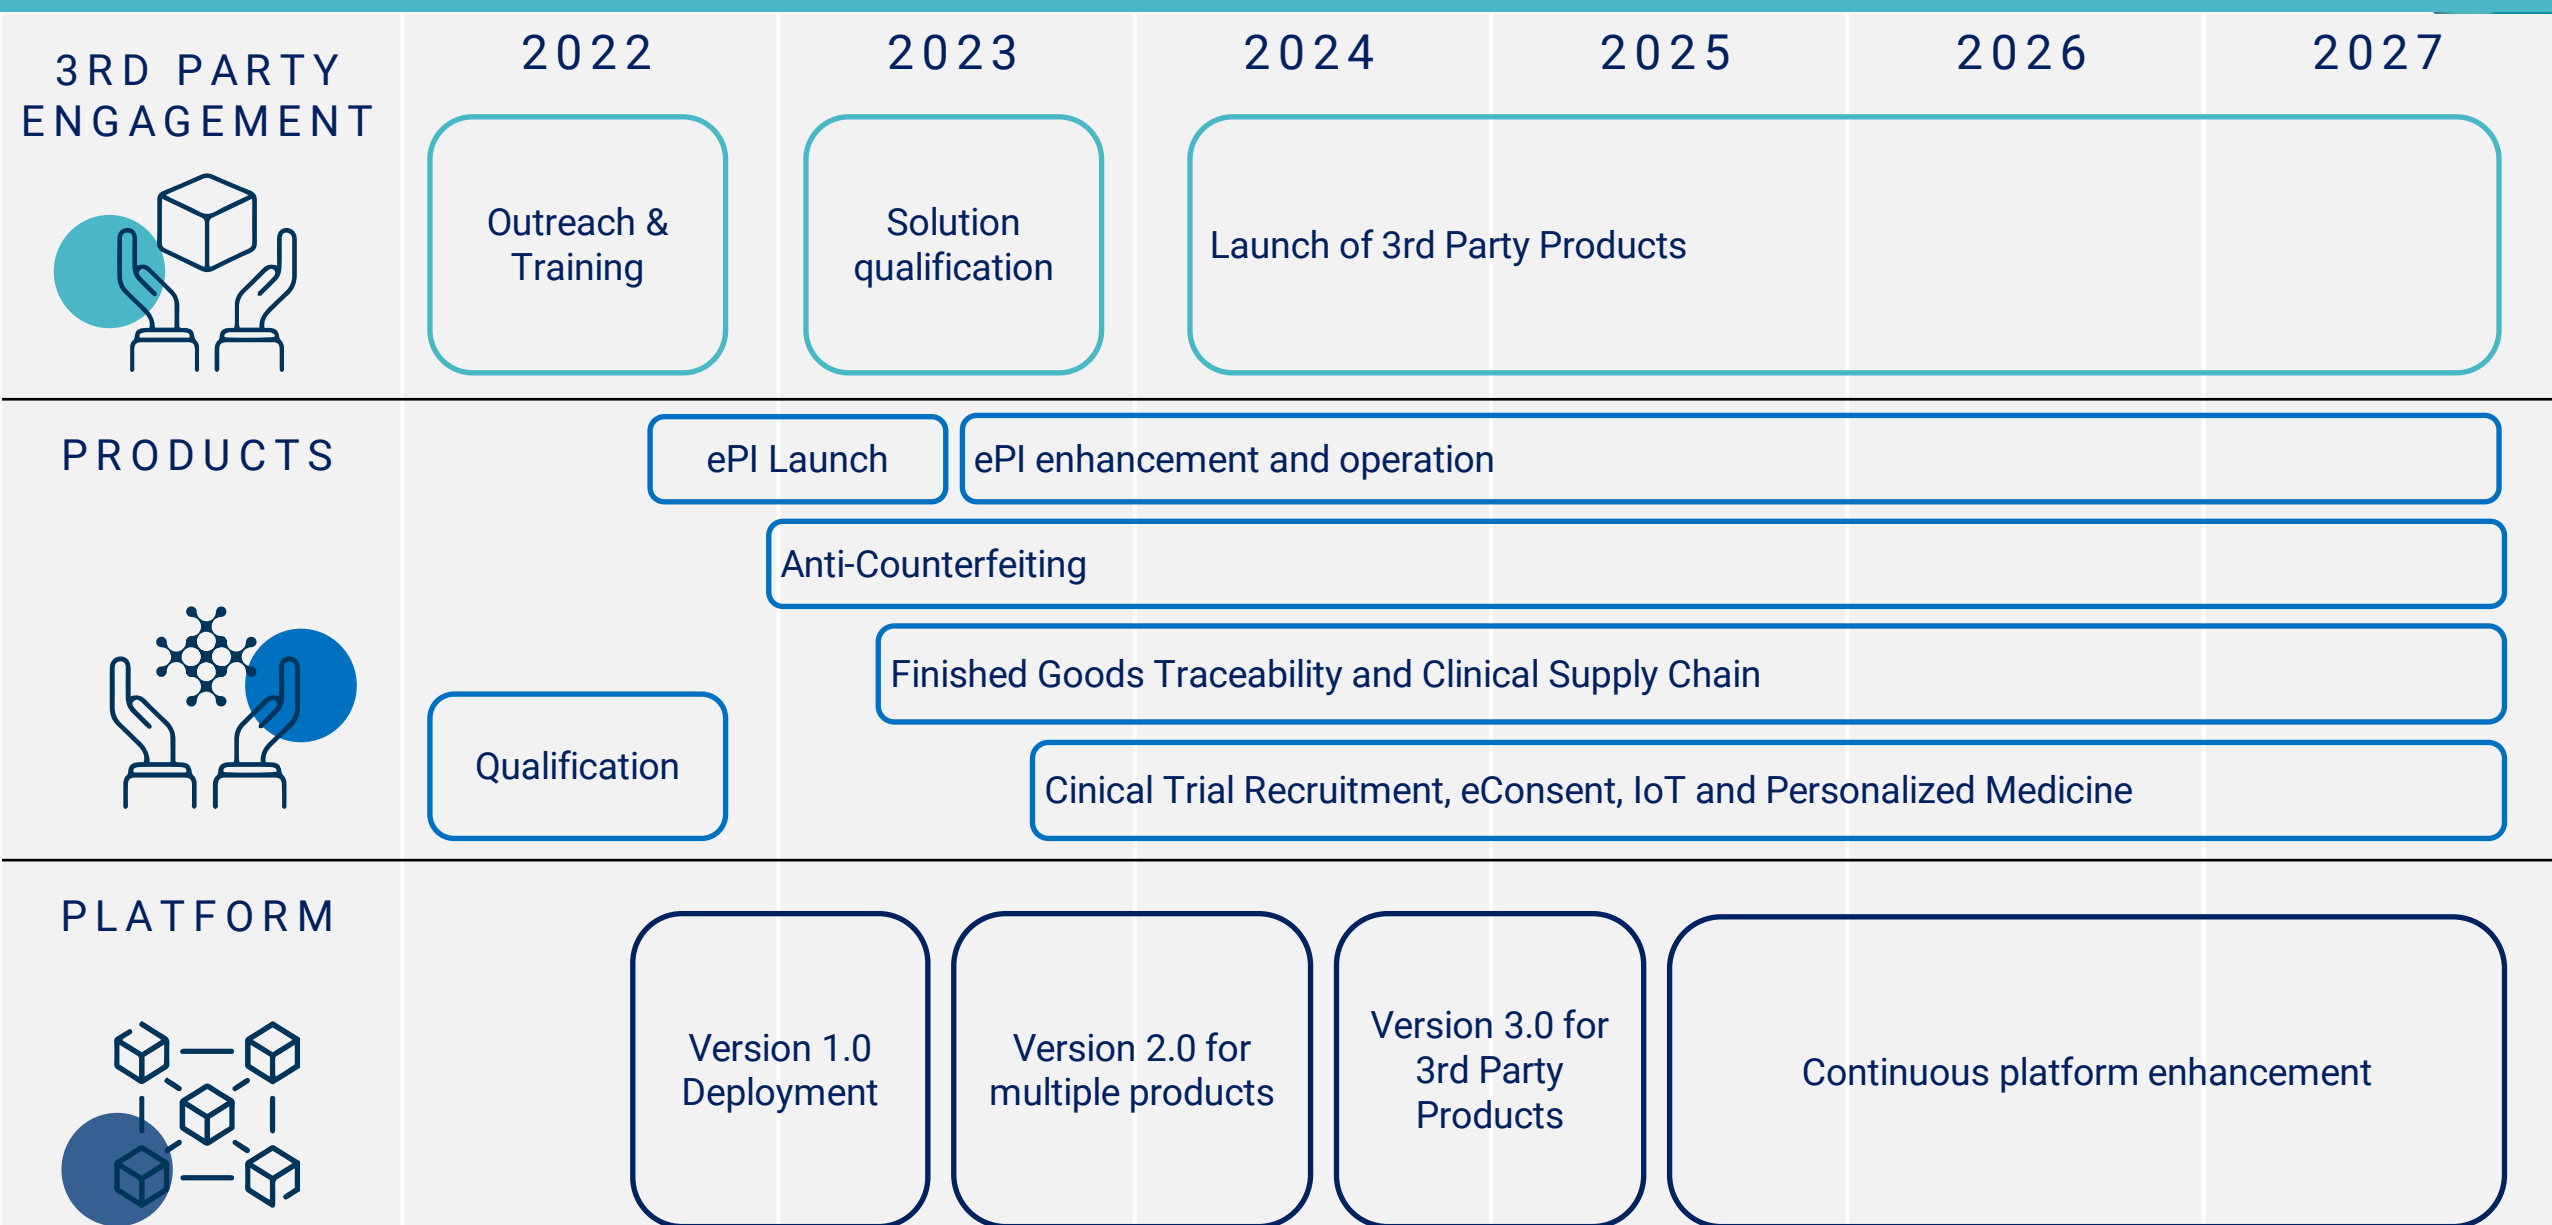 3RD PARTY
ENGAGEMENT
2022
2023
2024
2025
2026
2027
Outreach &
Training
Solution
qualification
Launch of 3rd Party Products
PRODUCTS
ePI Launch
ePI enhancement and operation
Anti-Counterfeiting
Finished Goods Traceability and Clinical Supply Chain
Qualification
Cinical Trial Recruitment, eConsent, IoT and Personalized Medicine
PLATFORM
Version 1.0
Deployment
Version 2.0 for
multiple products
Version 3.0 for
3rd Party
Products
Continuous platform enhancement